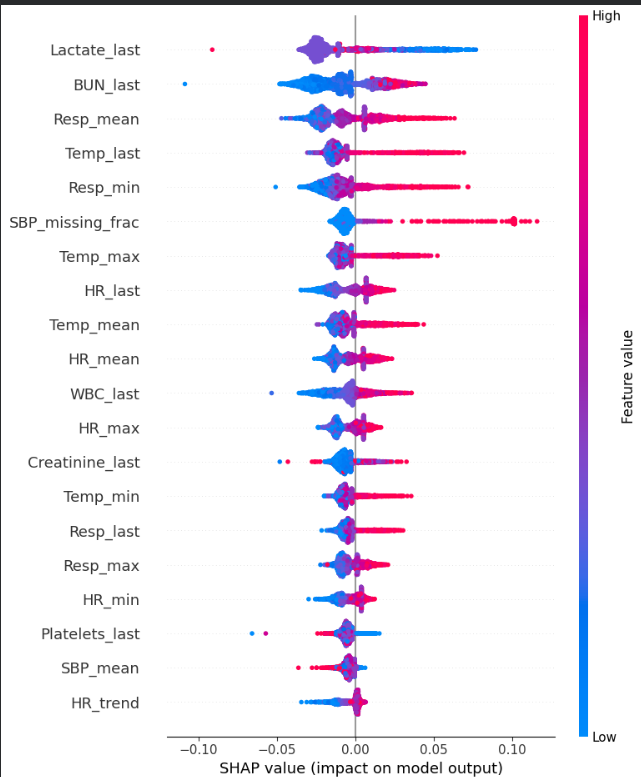 High
Lactate_last
BUN_last
Resp_mean
Temp_last
Resp_min
SBP_missing_frac
Temp_max
HR_last
Temp_mean
HR_mean
WBC_last
HR_max
Creatinine_last
Temp_min
Resp_last
Resp_max
HR_min
Platelets_last
SBP_mean
HR_trend
Feature value
Low
−0.10 −0.05 0.00 0.05 0.10
SHAP value (impact on model output)